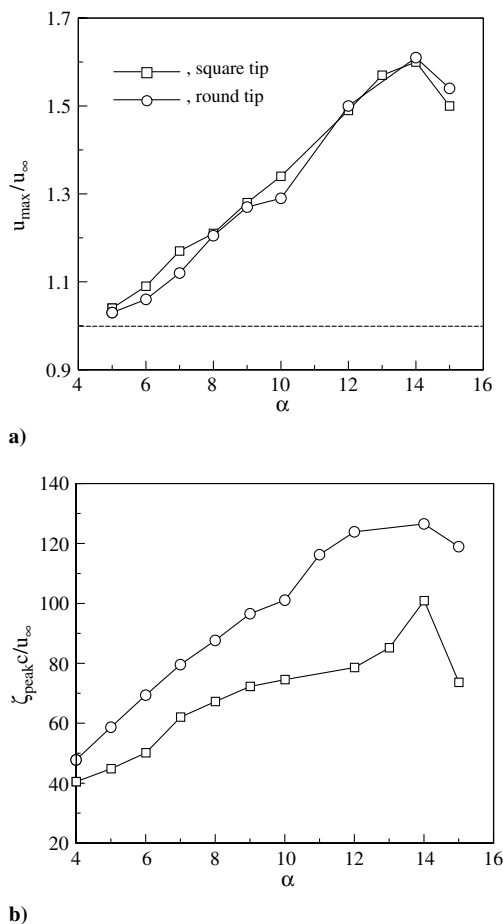 1.7
1.5
1.3
1.1
0.9
u_max/u_∞
, square tip
, round tip
4 6 8 10 12 14 16
α
a)
140
120
100
80
60
40
20
ζ_peak c/u_∞
4 6 8 10 12 14 16
α
b)